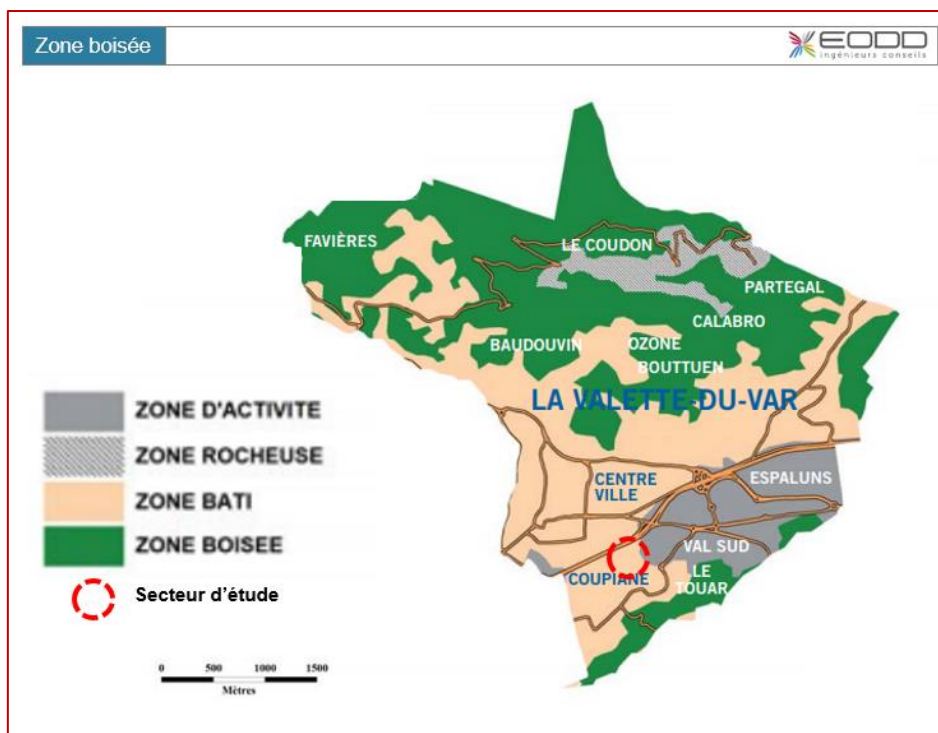 Zone boisée
EODD
ingénieurs conseils
FAVIÈRES
LE COUDON
PARTEGAL
CALABRO
BAUDOUVIN
OZONE
BOUTTUEN
LA VALETTE-DU-VAR
CENTRE
VILLE
ESPALUNS
VAL SUD
COUPIANE
LE
TOUAR
ZONE D'ACTIVITE
ZONE ROCHEUSE
ZONE BATI
ZONE BOISEE
Secteur d'étude
0 500 1000 1500
Mètres